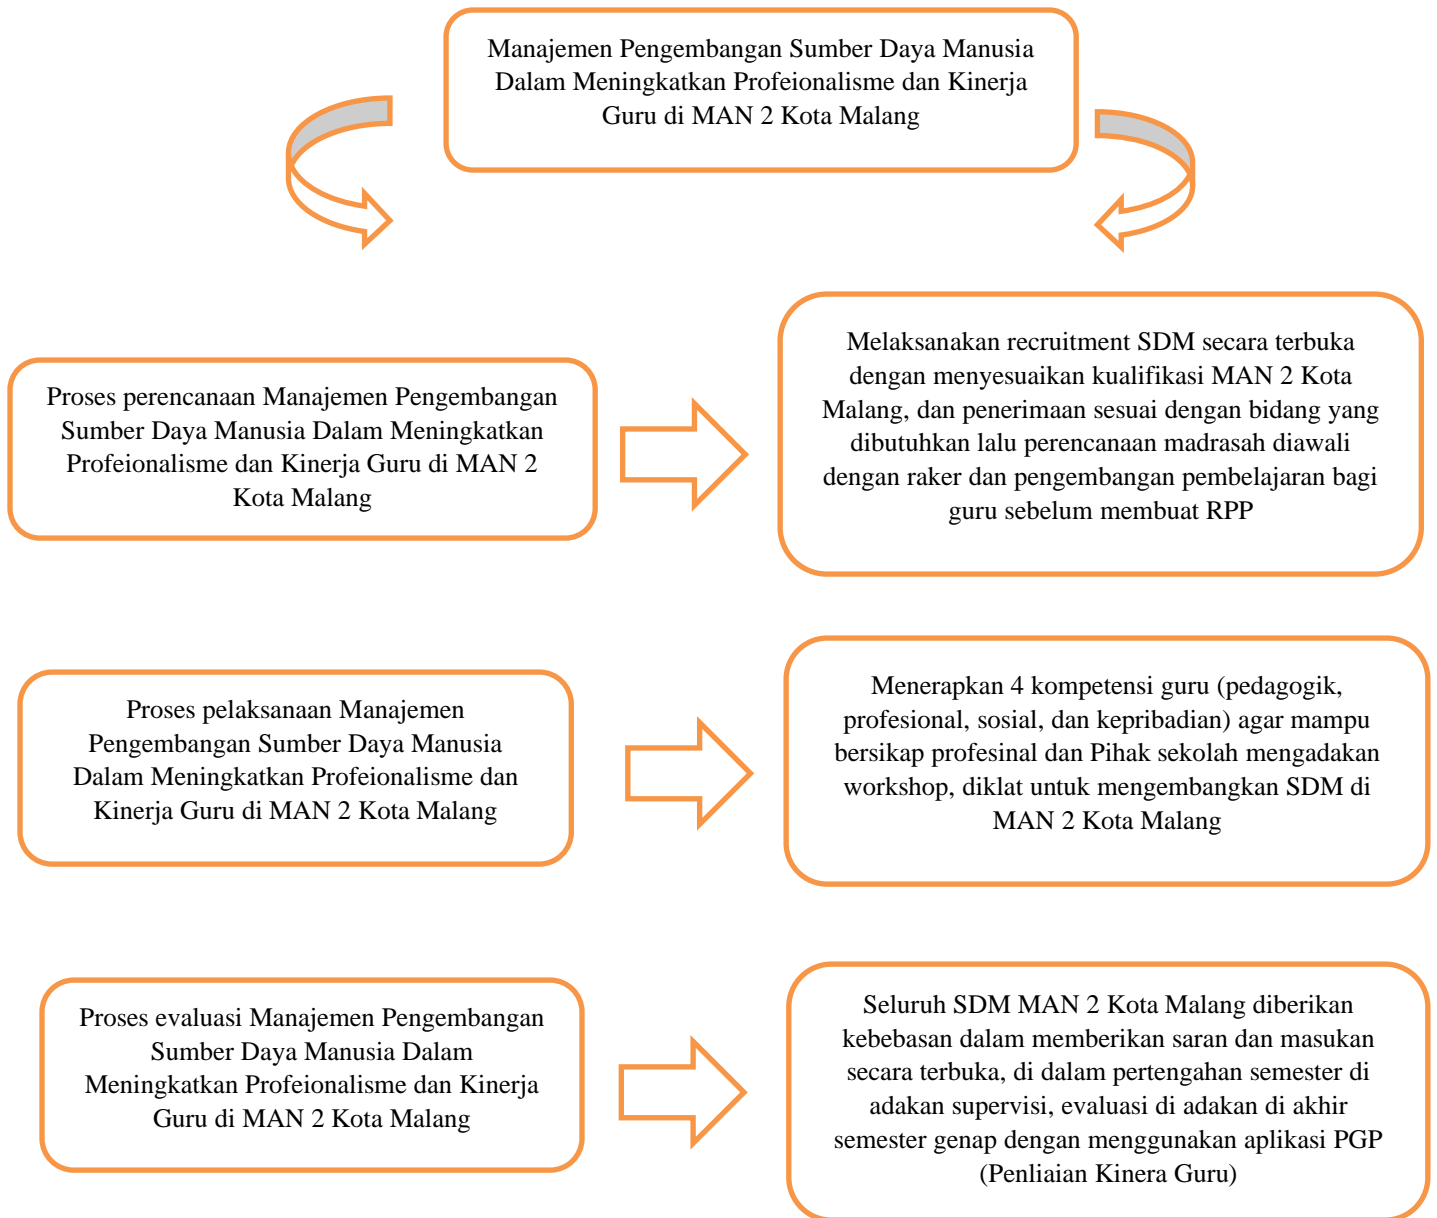 Manajemen Pengembangan Sumber Daya Manusia
Dalam Meningkatkan Profeionalisme dan Kinerja
Guru di MAN 2 Kota Malang
Proses perencanaan Manajemen Pengembangan
Sumber Daya Manusia Dalam Meningkatkan
Profeionalisme dan Kinerja Guru di MAN 2
Kota Malang
Melaksanakan recruitment SDM secara terbuka
dengan menyesuaikan kualifikasi MAN 2 Kota
Malang, dan penerimaan sesuai dengan bidang yang
dibutuhkan lalu perencanaan madrasah diawali
dengan raker dan pengembangan pembelajaran bagi
guru sebelum membuat RPP
Proses pelaksanaan Manajemen
Pengembangan Sumber Daya Manusia
Dalam Meningkatkan Profeionalisme dan
Kinerja Guru di MAN 2 Kota Malang
Menerapkan 4 kompetensi guru (pedagogik,
profesional, sosial, dan kepribadian) agar mampu
bersikap profesinal dan Pihak sekolah mengadakan
workshop, diklat untuk mengembangkan SDM di
MAN 2 Kota Malang
Proses evaluasi Manajemen Pengembangan
Sumber Daya Manusia Dalam
Meningkatkan Profeionalisme dan Kinerja
Guru di MAN 2 Kota Malang
Seluruh SDM MAN 2 Kota Malang diberikan
kebebasan dalam memberikan saran dan masukan
secara terbuka, di dalam pertengahan semester di
adakan supervisi, evaluasi di adakan di akhir
semester genap dengan menggunakan aplikasi PGP
(Penliaian Kinera Guru)